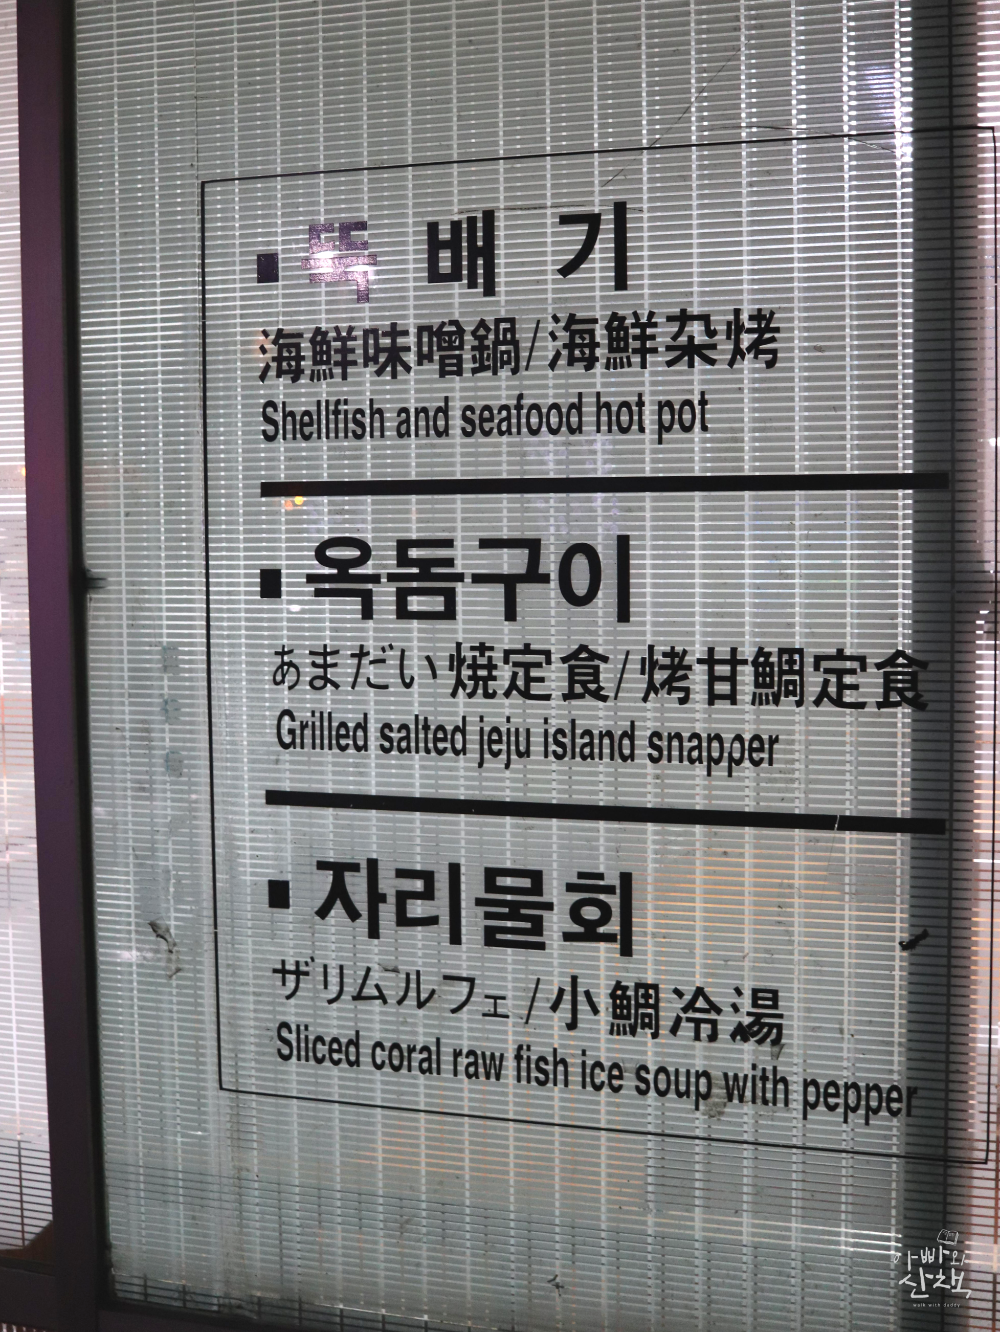 ▪ 뚝 배 기
海鮮味噌鍋/海鮮杂烤
Shellfish and seafood hot pot
▪ 옥돔구이
あまだい焼定食/烤甘鯛定食
Grilled salted jeju island snapper
▪ 자리물회
ザリムルフェ/小鯛冷湯
Sliced coral raw fish ice soup with pepper
아빠와
산책
walk with daddy